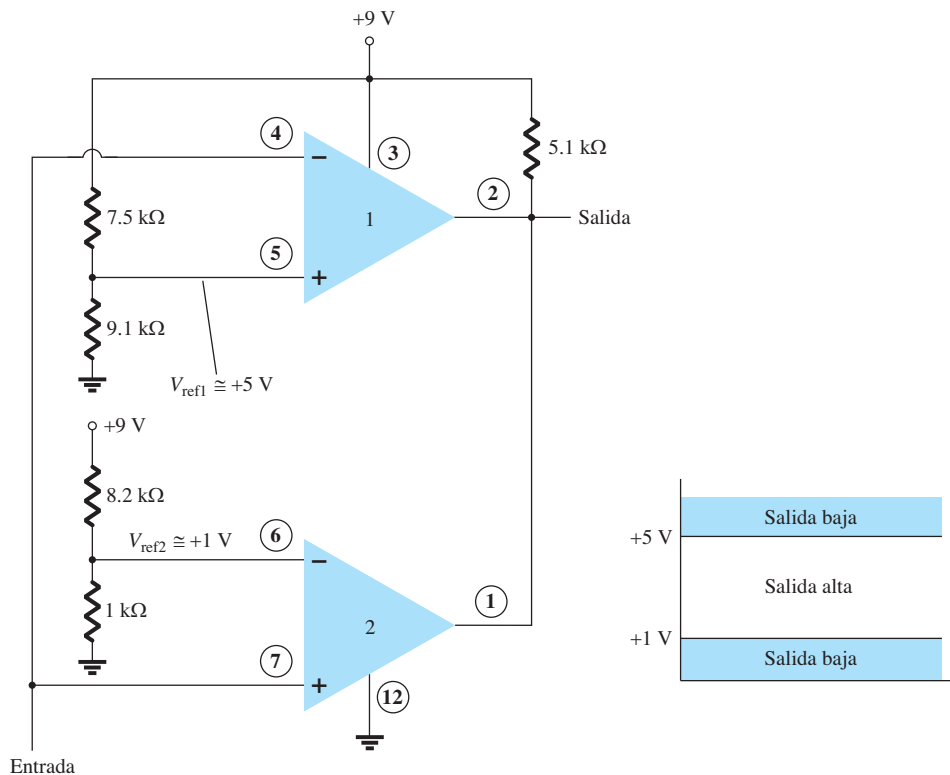 +9 V
4
3
5.1 kΩ
−
2
1
Salida
7.5 kΩ
5
+
9.1 kΩ
Vref1 ≅ +5 V
+9 V
8.2 kΩ
Vref2 ≅ +1 V
6
−
1 kΩ
2
1
7
+
12
Entrada
Salida baja
+5 V
Salida alta
+1 V
Salida baja